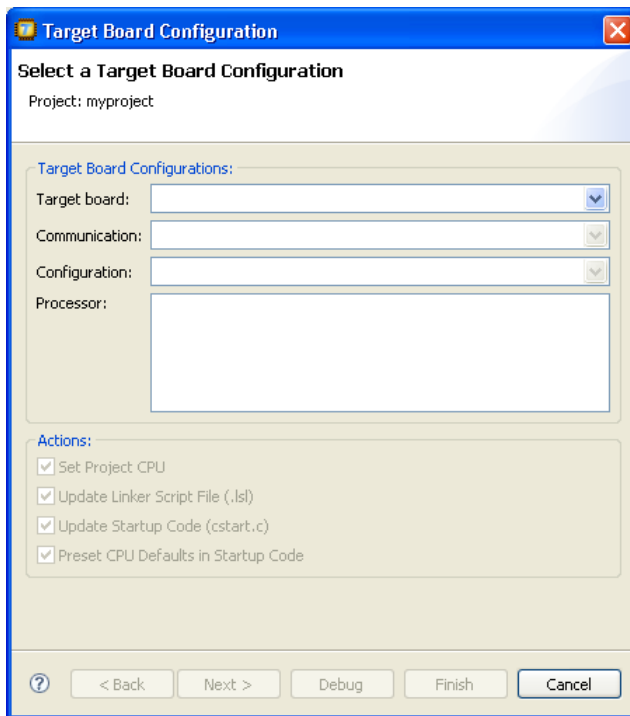 Target Board Configuration
Select a Target Board Configuration
Project: myproject
Target Board Configurations:
Target board:
Communication:
Configuration:
Processor:
Actions:
Set Project CPU
Update Linker Script File (.lsl)
Update Startup Code (cstart.c)
Preset CPU Defaults in Startup Code
? < Back Next > Debug Finish Cancel